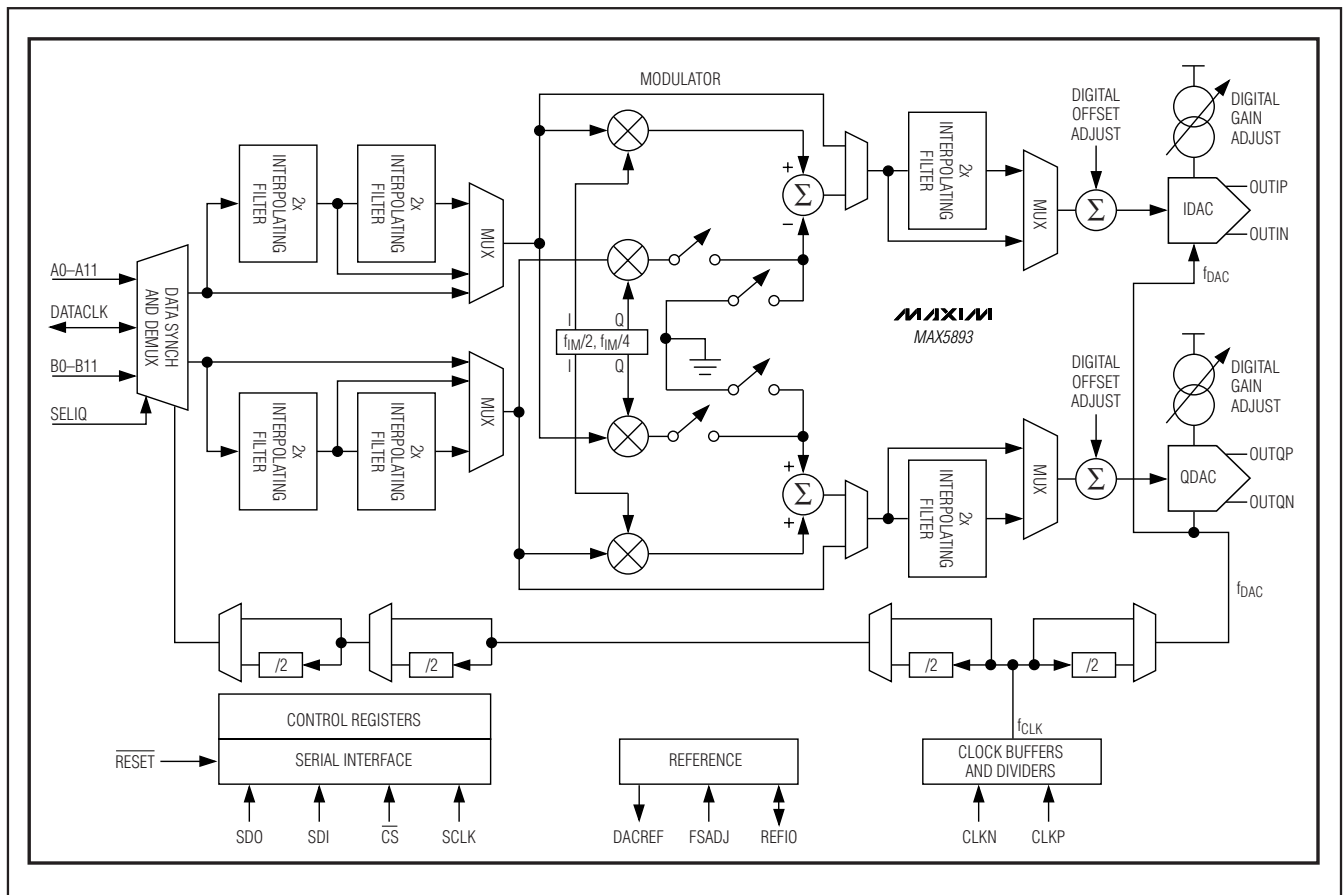 MODULATOR
DIGITAL
OFFSET
ADJUST
DIGITAL
GAIN
ADJUST
2x
INTERPOLATING
FILTER
2x
INTERPOLATING
FILTER
MUX
+
Σ
−
2x
INTERPOLATING
FILTER
MUX
Σ
IDAC
OUTIP
OUTIN
fDAC
A0–A11
DATACLK
B0–B11
SELIQ
DATA SYNCH
AND DEMUX
I
Q
fIM/2, fIM/4
I
Q
MAXIM
MAX5893
2x
INTERPOLATING
FILTER
2x
INTERPOLATING
FILTER
MUX
+
Σ
+
2x
INTERPOLATING
FILTER
MUX
DIGITAL
OFFSET
ADJUST
Σ
DIGITAL
GAIN
ADJUST
QDAC
OUTQP
OUTQN
fDAC
/2
/2
/2
/2
fCLK
CONTROL REGISTERS
SERIAL INTERFACE
RESET
SDO
SDI
CS
SCLK
REFERENCE
DACREF
FSADJ
REFIO
CLOCK BUFFERS
AND DIVIDERS
CLKN
CLKP